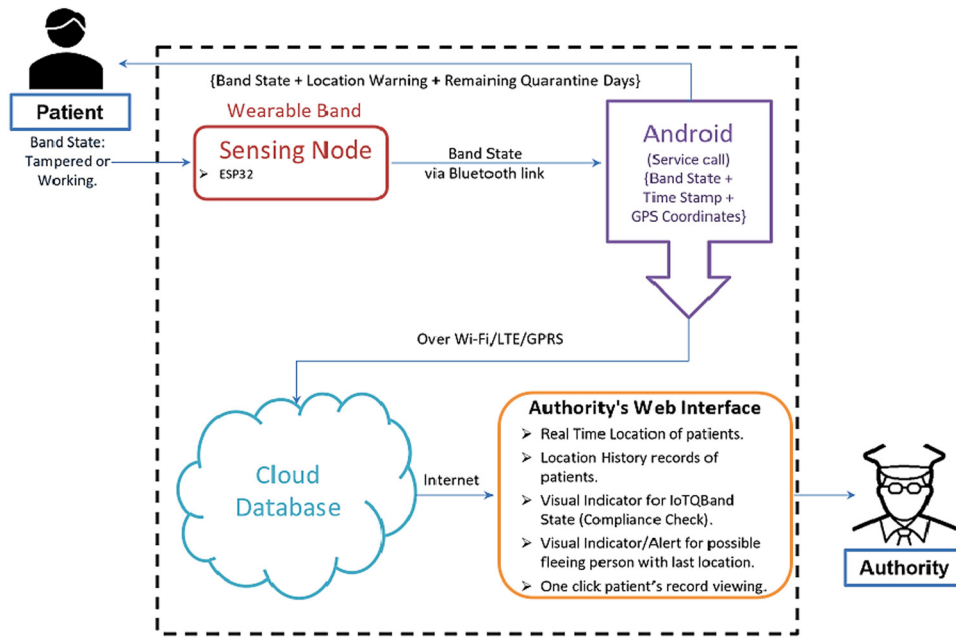 {Band State + Location Warning + Remaining Quarantine Days}
Patient
Band State:
Tampered or
Working.
Wearable Band
Sensing Node
➢ ESP32
Band State
via Bluetooth link
Android
(Service call)
{Band State +
Time Stamp +
GPS Coordinates}
Over Wi-Fi/LTE/GPRS
Cloud
Database
Internet
Authority's Web Interface
➢ Real Time Location of patients.
➢ Location History records of
patients.
➢ Visual Indicator for IoTQBand
State (Compliance Check).
➢ Visual Indicator/Alert for possible
fleeing person with last location.
➢ One click patient's record viewing.
Authority